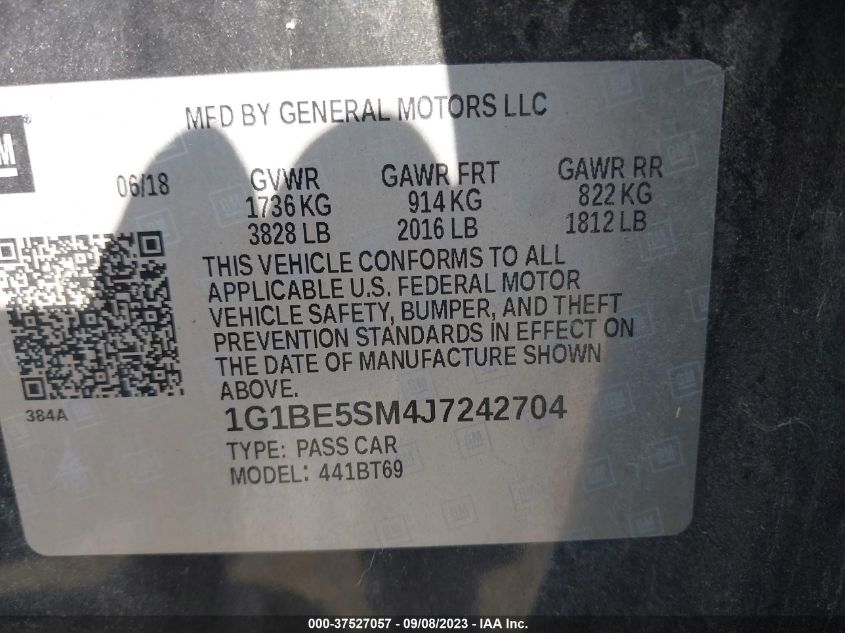 MFD BY GENERAL MOTORS LLC
06/18
GVWR GAWR FRT GAWR RR
1736 KG 914 KG 822 KG
3828 LB 2016 LB 1812 LB
THIS VEHICLE CONFORMS TO ALL
APPLICABLE U.S. FEDERAL MOTOR
VEHICLE SAFETY, BUMPER, AND THEFT
PREVENTION STANDARDS IN EFFECT ON
THE DATE OF MANUFACTURE SHOWN
ABOVE.
384A
1G1BE5SM4J7242704
TYPE: PASS CAR
MODEL: 441BT69
000-37527057 - 09/08/2023 - IAA Inc.